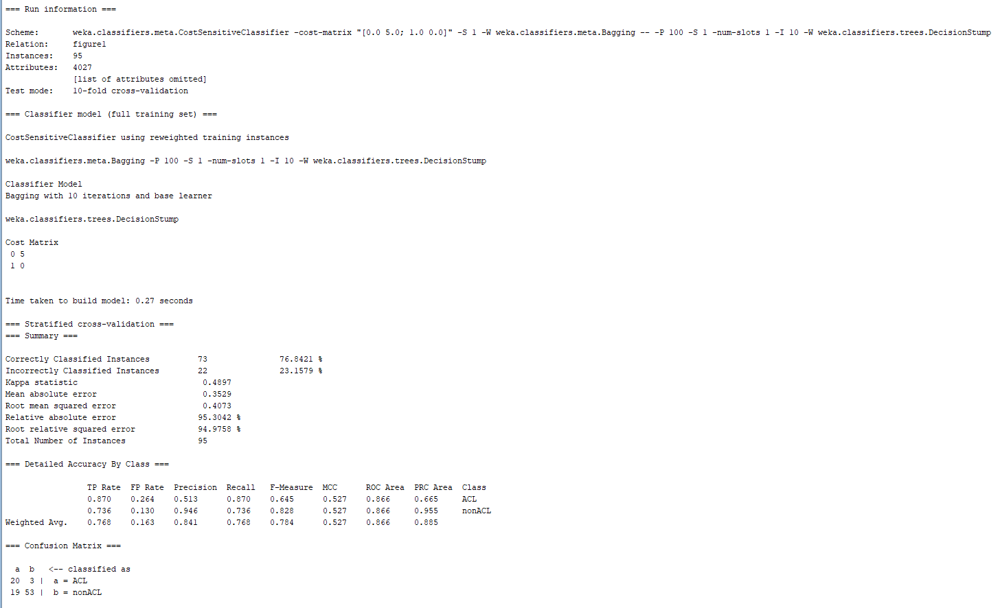 === Run information ===
Scheme: weka.classifiers.meta.CostSensitiveClassifier -cost-matrix "[0.0 5.0; 1.0 0.0]" -S 1 -W weka.classifiers.meta.Bagging -- -P 100 -S 1 -num-slots 1 -I 10 -W weka.classifiers.trees.DecisionStump
Relation: figure1
Instances: 95
Attributes: 4027
[list of attributes omitted]
Test mode: 10-fold cross-validation
=== Classifier model (full training set) ===
CostSensitiveClassifier using reweighted training instances
weka.classifiers.meta.Bagging -P 100 -S 1 -num-slots 1 -I 10 -W weka.classifiers.trees.DecisionStump
Classifier Model
Bagging with 10 iterations and base learner
weka.classifiers.trees.DecisionStump
Cost Matrix
0 5
1 0
Time taken to build model: 0.27 seconds
=== Stratified cross-validation ===
=== Summary ===
Correctly Classified Instances 73 76.8421 %
Incorrectly Classified Instances 22 23.1579 %
Kappa statistic 0.4897
Mean absolute error 0.3529
Root mean squared error 0.4073
Relative absolute error 95.3042 %
Root relative squared error 94.9758 %
Total Number of Instances 95
=== Detailed Accuracy By Class ===
TP Rate FP Rate Precision Recall F-Measure MCC ROC Area PRC Area Class
0.870 0.264 0.513 0.870 0.645 0.527 0.866 0.665 ACL
0.736 0.130 0.946 0.736 0.828 0.527 0.866 0.955 nonACL
Weighted Avg. 0.768 0.163 0.841 0.768 0.784 0.527 0.866 0.885
=== Confusion Matrix ===
a b <-- classified as
20 3 | a = ACL
19 53 | b = nonACL